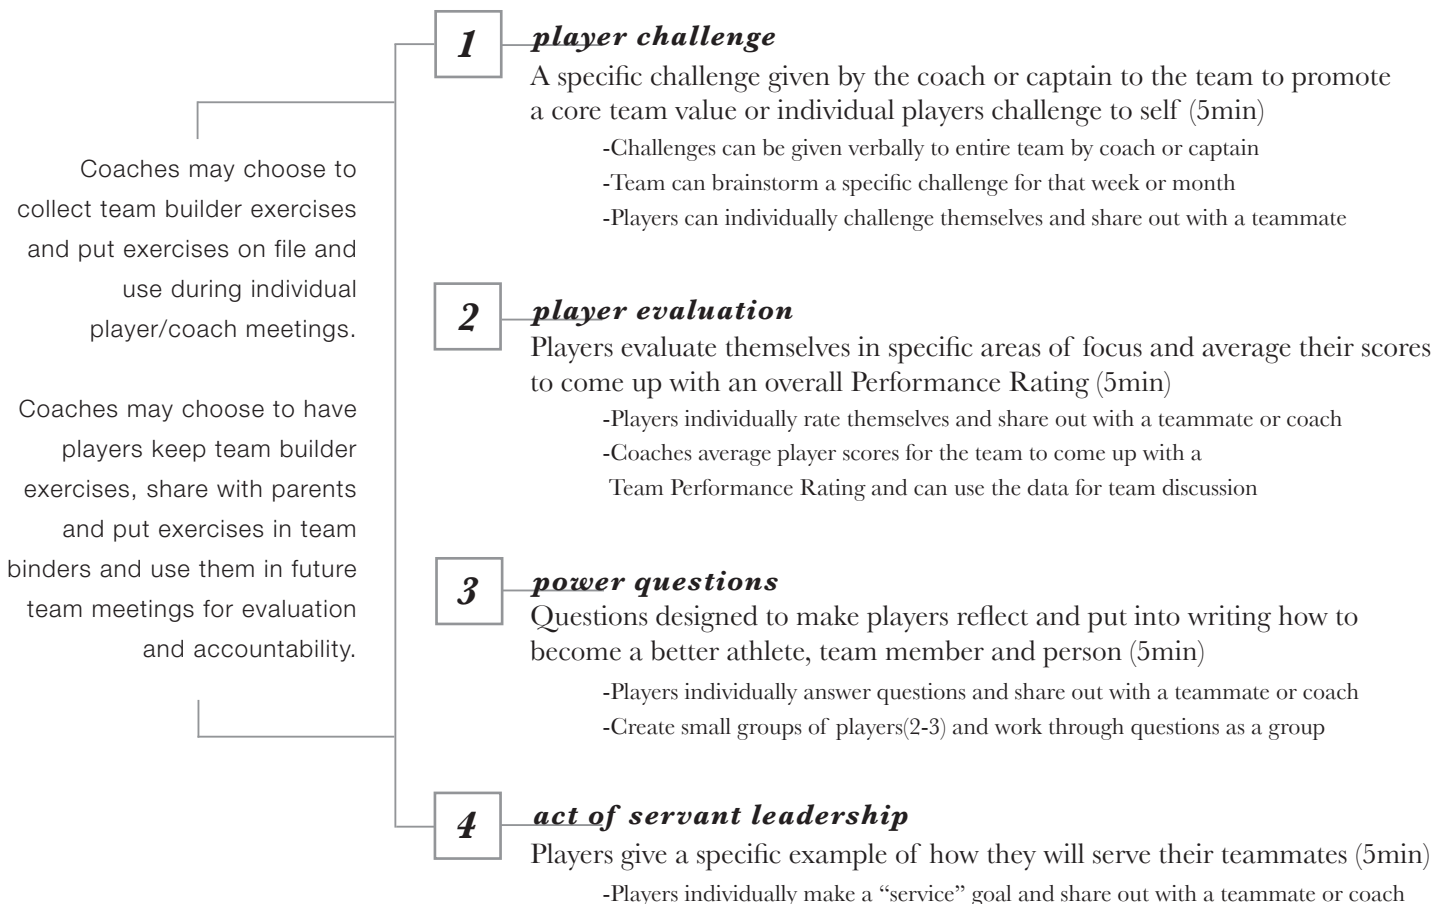 Coaches may choose to
collect team builder exercises
and put exercises on file and
use during individual
player/coach meetings.
Coaches may choose to have
players keep team builder
exercises, share with parents
and put exercises in team
binders and use them in future
team meetings for evaluation
and accountability.
1 player challenge
A specific challenge given by the coach or captain to the team to promote
a core team value or individual players challenge to self (5min)
-Challenges can be given verbally to entire team by coach or captain
-Team can brainstorm a specific challenge for that week or month
-Players can individually challenge themselves and share out with a teammate
2 player evaluation
Players evaluate themselves in specific areas of focus and average their scores
to come up with an overall Performance Rating (5min)
-Players individually rate themselves and share out with a teammate or coach
-Coaches average player scores for the team to come up with a
Team Performance Rating and can use the data for team discussion
3 power questions
Questions designed to make players reflect and put into writing how to
become a better athlete, team member and person (5min)
-Players individually answer questions and share out with a teammate or coach
-Create small groups of players(2-3) and work through questions as a group
4 act of servant leadership
Players give a specific example of how they will serve their teammates (5min)
-Players individually make a “service” goal and share out with a teammate or coach